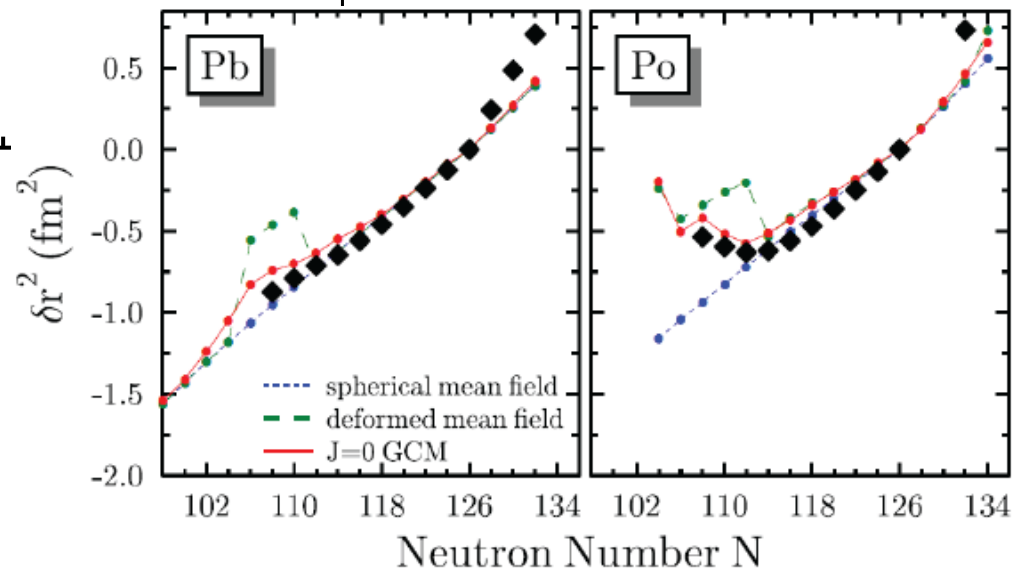 Pb
Po
0.5
0.0
-0.5
-1.0
-1.5
-2.0
δr² (fm²)
spherical mean field
deformed mean field
J=0 GCM
102 110 118 126 134
102 110 118 126 134
Neutron Number N